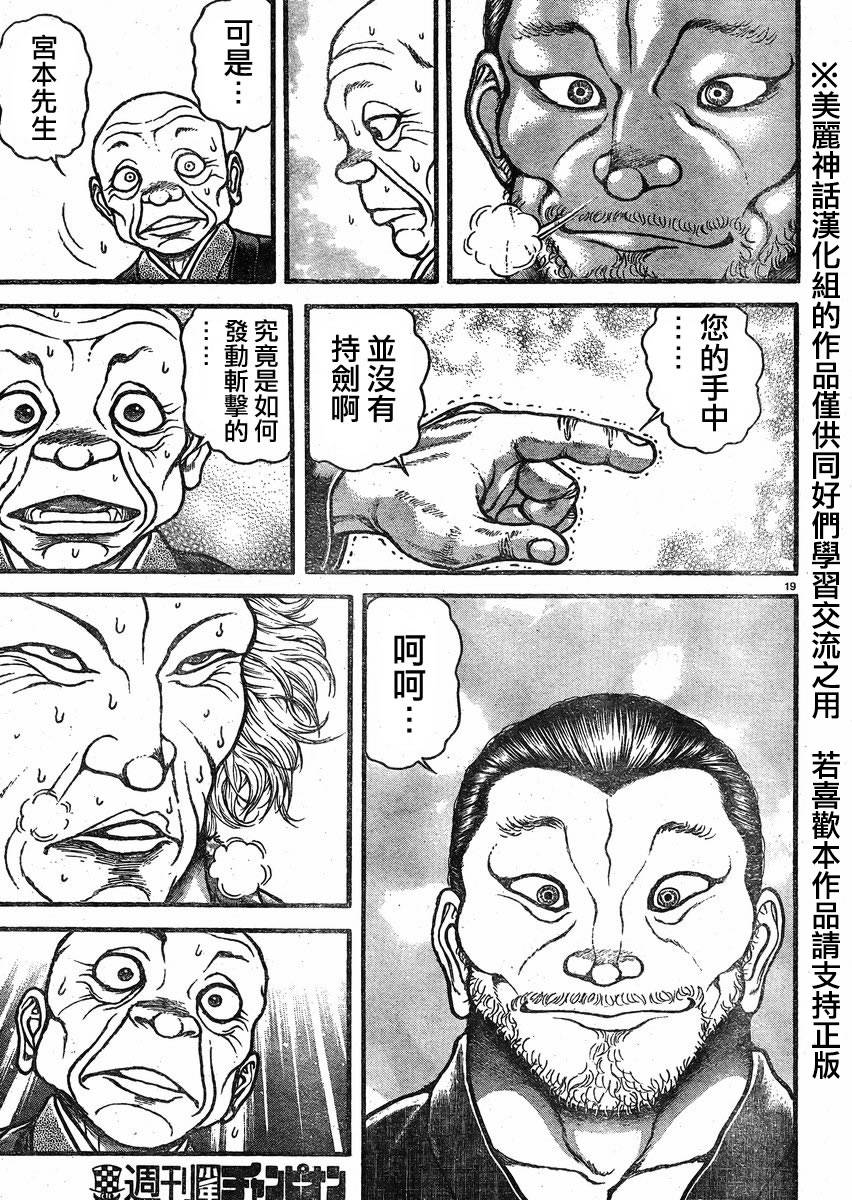 可是…
宮本先生
您的手中
……
並沒有
持劍啊
究竟是如何
發動斬擊的
……
19
呵呵…
週刊少年チャンピオン
※美麗神話漢化組的作品僅供同好們學習交流之用 若喜歡本作品請支持正版